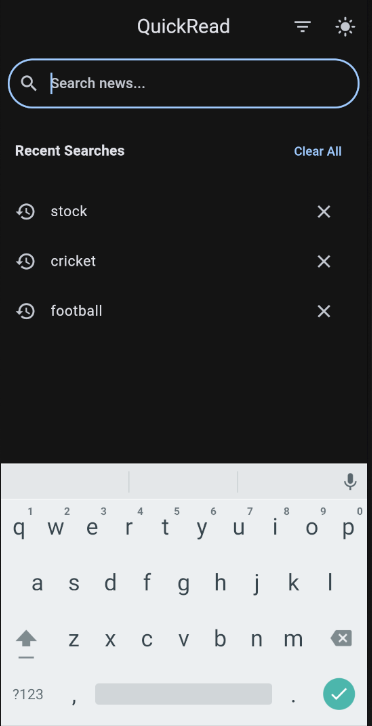 QuickRead
Search news...
Recent Searches Clear All
stock
cricket
football
1 2 3 4 5 6 7 8 9 0
q w e r t y u i o p
a s d f g h j k l
z x c v b n m
?123 , .